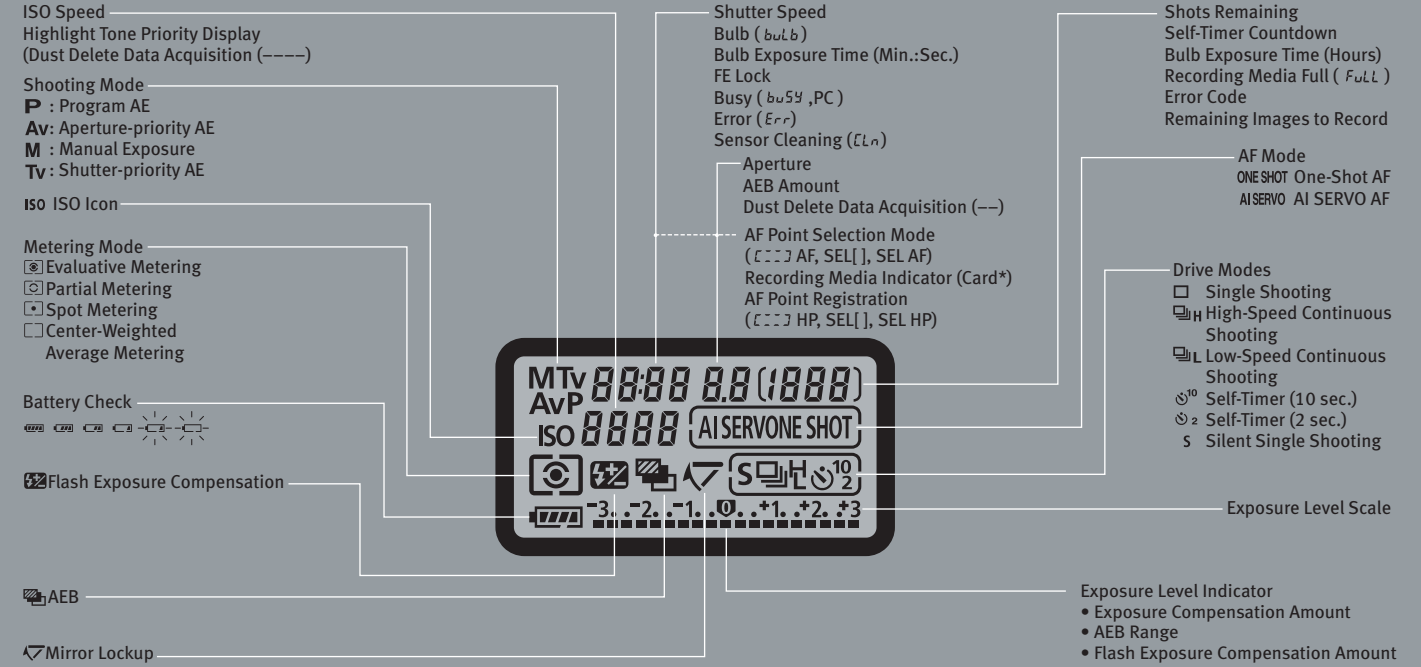 ISO Speed
Highlight Tone Priority Display
(Dust Delete Data Acquisition (––––)
Shooting Mode
P : Program AE
Av: Aperture-priority AE
M : Manual Exposure
Tv : Shutter-priority AE
ISO ISO Icon
Metering Mode
Evaluative Metering
Partial Metering
Spot Metering
Center-Weighted
Average Metering
Battery Check
Flash Exposure Compensation
AEB
Mirror Lockup
Shutter Speed
Bulb ( buLb )
Bulb Exposure Time (Min.:Sec.)
FE Lock
Busy ( buSY ,PC )
Error ( Err)
Sensor Cleaning ( CLn )
Aperture
AEB Amount
Dust Delete Data Acquisition (––)
AF Point Selection Mode
([---] AF, SEL[ ], SEL AF)
Recording Media Indicator (Card*)
AF Point Registration
([---] HP, SEL[ ], SEL HP)
Shots Remaining
Self-Timer Countdown
Bulb Exposure Time (Hours)
Recording Media Full ( FuLL )
Error Code
Remaining Images to Record
AF Mode
ONE SHOT One-Shot AF
AI SERVO AI SERVO AF
Drive Modes
Single Shooting
H High-Speed Continuous
Shooting
L Low-Speed Continuous
Shooting
10 Self-Timer (10 sec.)
2 Self-Timer (2 sec.)
S Silent Single Shooting
Exposure Level Scale
Exposure Level Indicator
• Exposure Compensation Amount
• AEB Range
• Flash Exposure Compensation Amount
MTv 88:88 8.8 (1888)
AvP
ISO 8888 AI SERVONE SHOT
S H 10 2
-3. .-2. .-1. .0. .+1. .+2. .+3